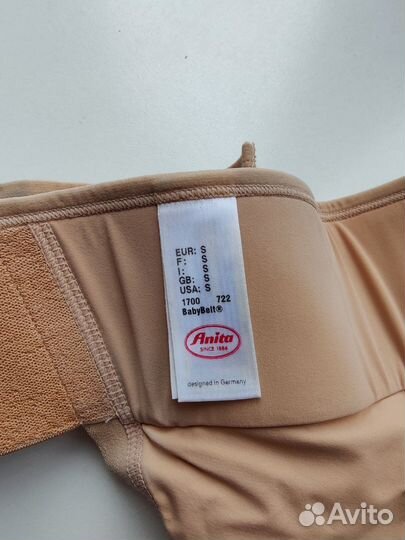 EUR: S
F: S
I: S
GB: S
USA: S
1700 722
BabyBelt®
Anita
SINCE 1886
designed in Germany
Avito